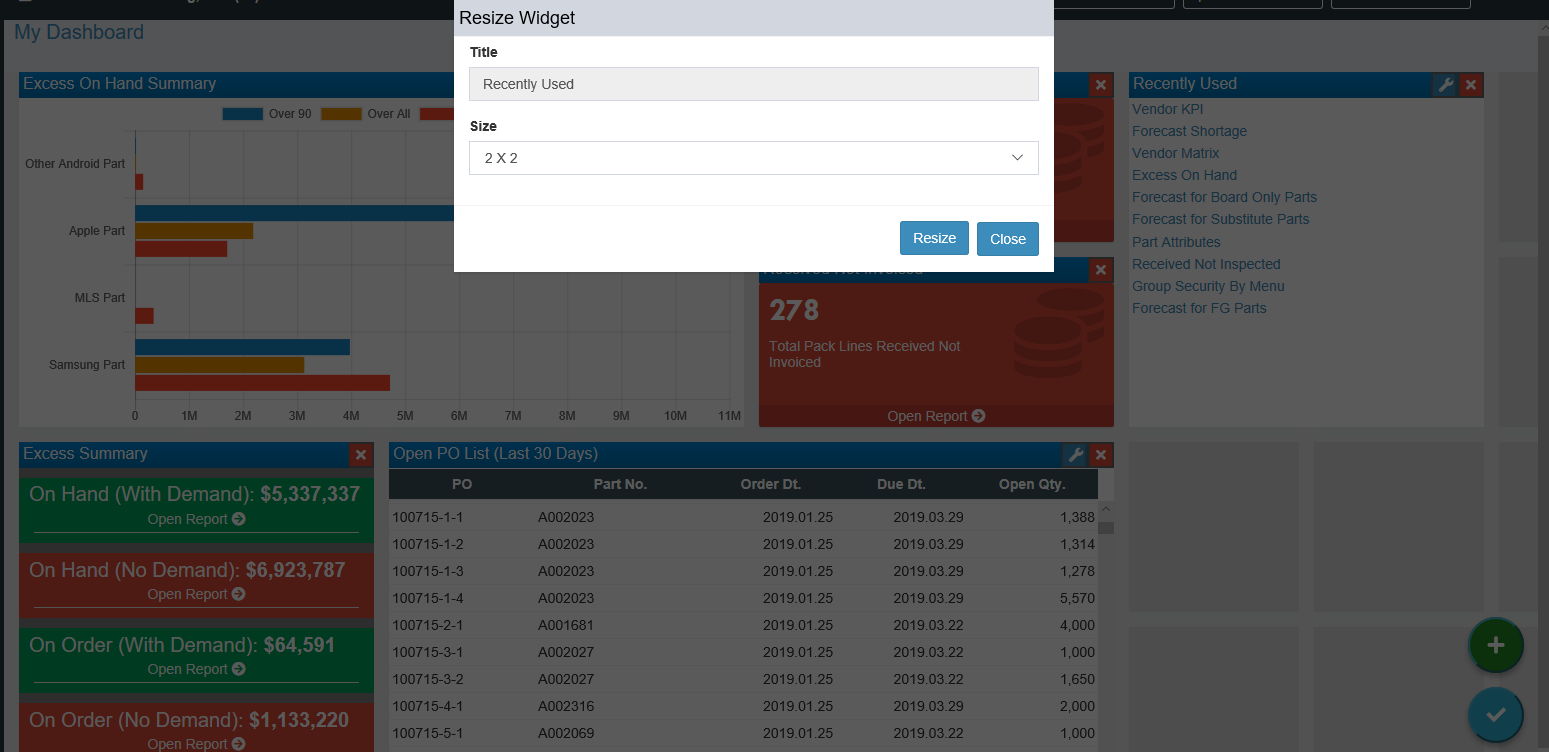 Resize Widget
Title
Recently Used
Size
2 X 2
Resize
Close
My Dashboard
Excess On Hand Summary
Over 90
Over All
Other Android Part
Apple Part
MLS Part
Samsung Part
0 1M 2M 3M 4M 5M 6M 7M 8M 9M 10M 11M
278
Total Pack Lines Received Not
Invoiced
Open Report
Recently Used
Vendor KPI
Forecast Shortage
Vendor Matrix
Excess On Hand
Forecast for Board Only Parts
Forecast for Substitute Parts
Part Attributes
Received Not Inspected
Group Security By Menu
Forecast for FG Parts
Excess Summary
On Hand (With Demand): $5,337,337
Open Report
On Hand (No Demand): $6,923,787
Open Report
On Order (With Demand): $64,591
Open Report
On Order (No Demand): $1,133,220
Open Report
Open PO List (Last 30 Days)
PO Part No. Order Dt. Due Dt. Open Qty.
100715-1-1 A002023 2019.01.25 2019.03.29 1,388
100715-1-2 A002023 2019.01.25 2019.03.29 1,314
100715-1-3 A002023 2019.01.25 2019.03.29 1,278
100715-1-4 A002023 2019.01.25 2019.03.29 5,570
100715-2-1 A001681 2019.01.25 2019.03.22 4,000
100715-3-1 A002027 2019.01.25 2019.03.22 1,000
100715-3-2 A002027 2019.01.25 2019.03.22 1,650
100715-4-1 A002316 2019.01.25 2019.03.29 2,000
100715-5-1 A002069 2019.01.25 2019.03.22 1,000